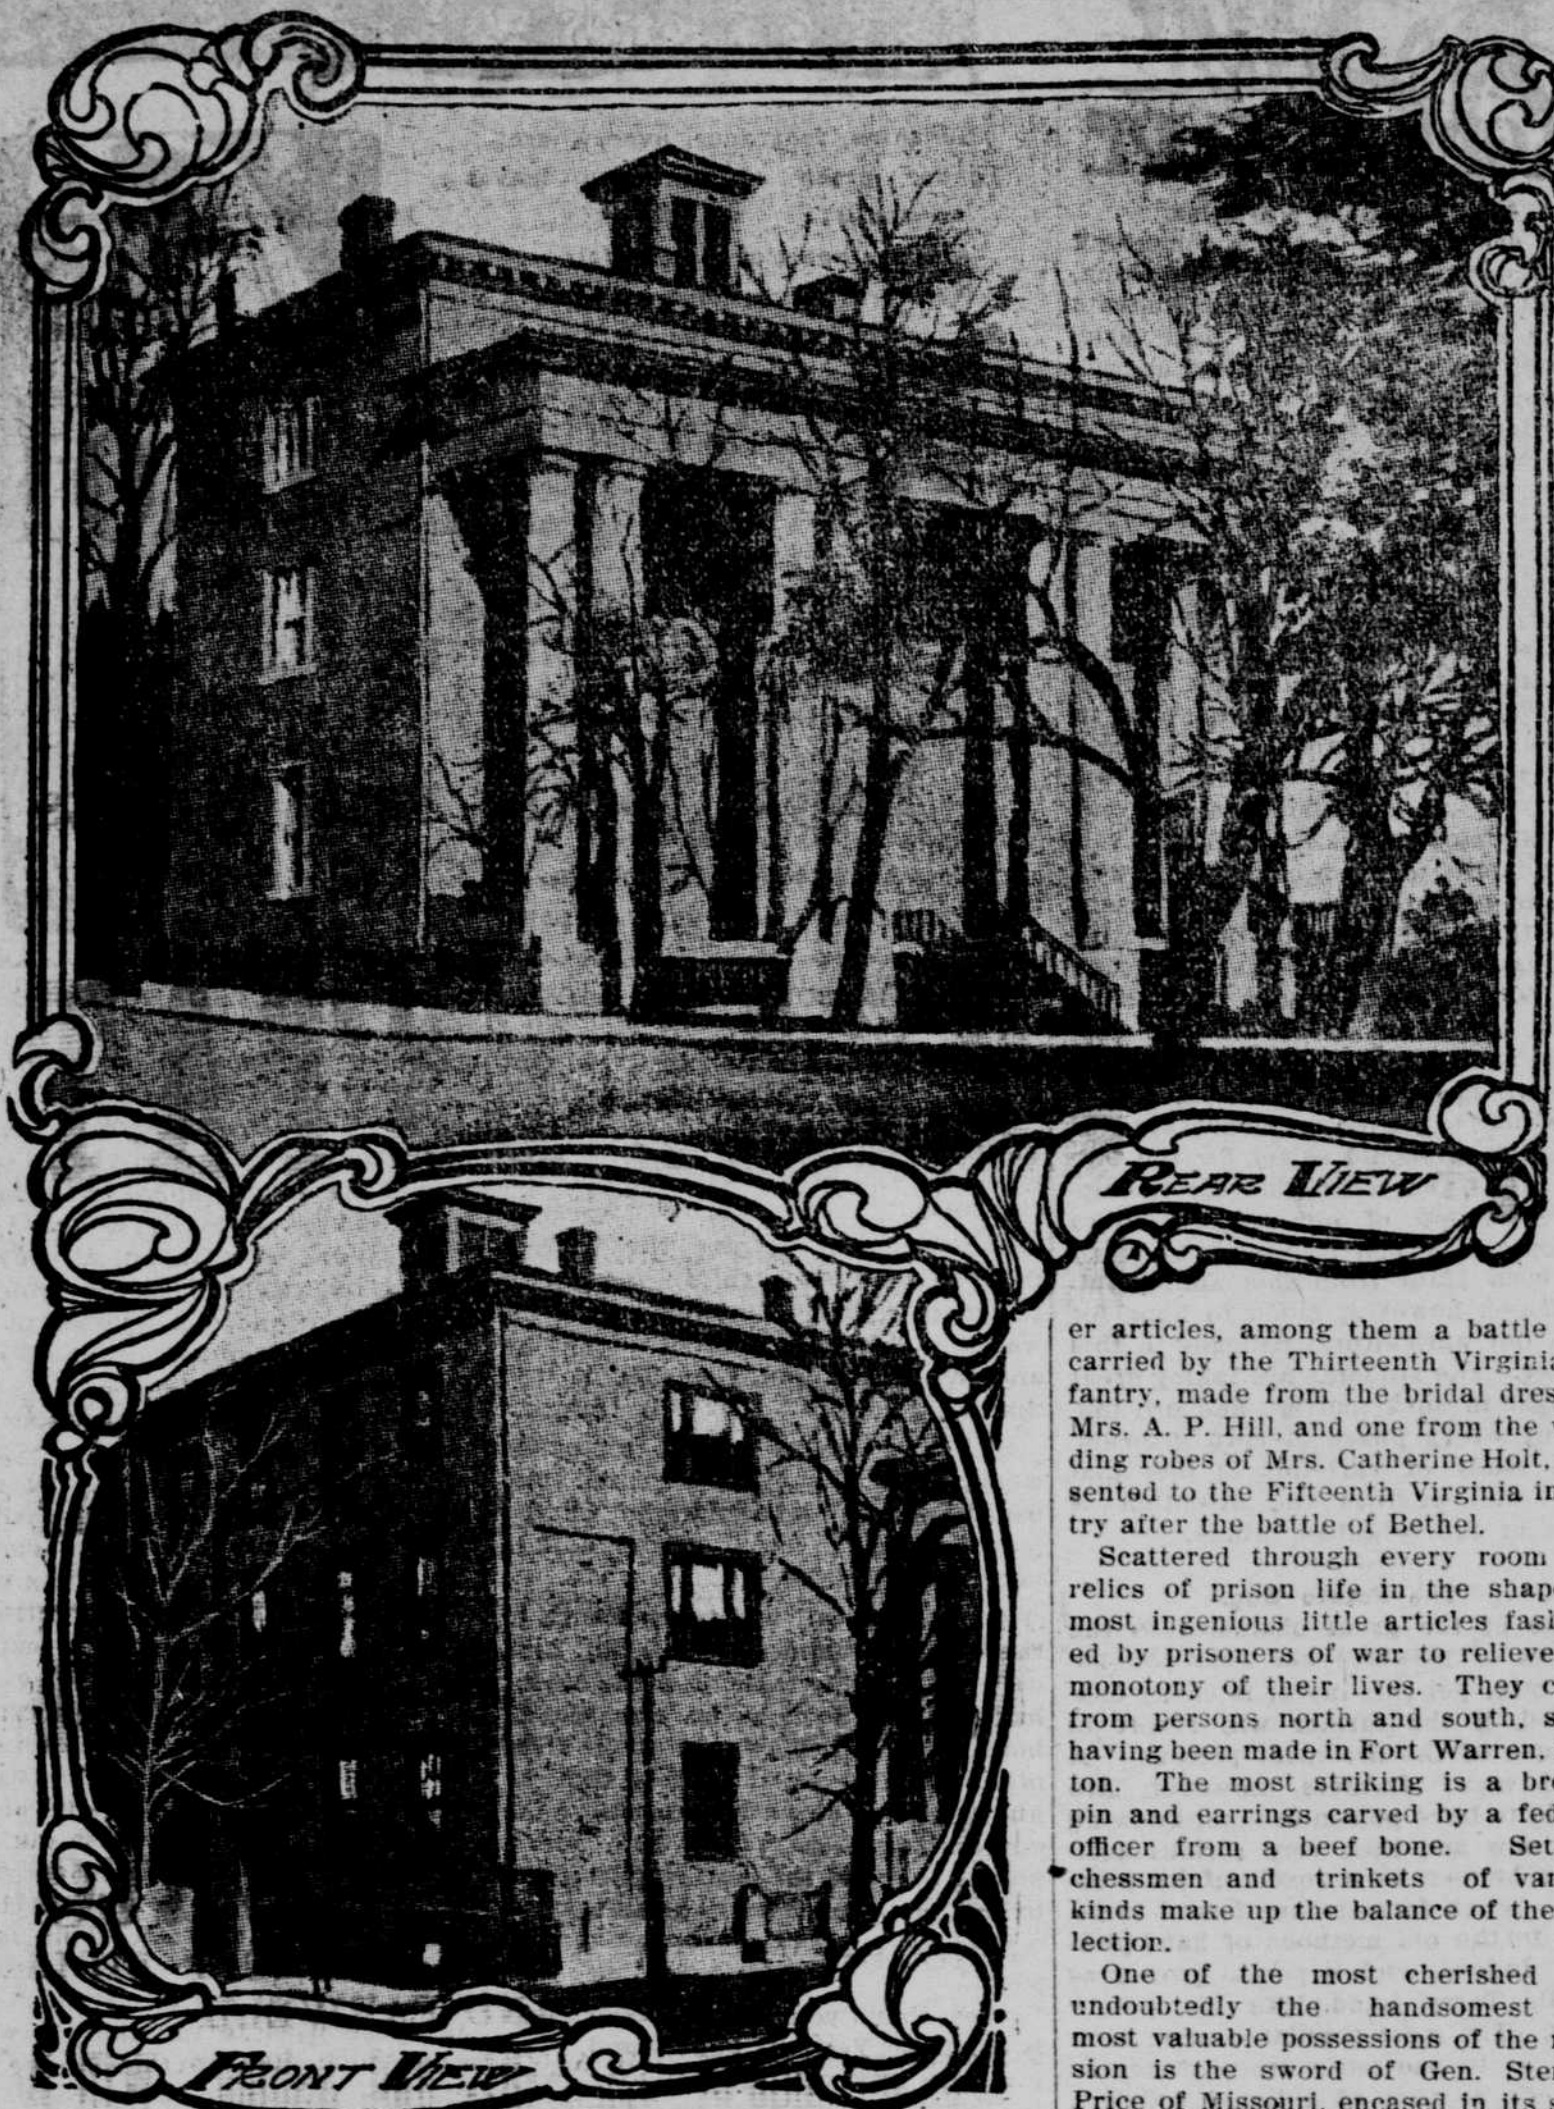 REAR VIEW
FRONT VIEW
er articles, among them a battle
carried by the Thirteenth Virginia
fantry, made from the bridal dres
Mrs. A. P. Hill, and one from the
ding robes of Mrs. Catherine Holt,
sented to the Fifteenth Virginia in
try after the battle of Bethel.
Scattered through every room
relics of prison life in the shap
most ingenious little articles fash
ed by prisoners of war to relieve
monotony of their lives. They c
from persons north and south, s
having been made in Fort Warren,
ton. The most striking is a bre
pin and earrings carved by a fed
officer from a beef bone. Set
chessmen and trinkets of var
kinds make up the balance of the
lection.
One of the most cherished
undoubtedly the handsomest
most valuable possessions of the
sion is the sword of Gen. Ster
Price of Missouri, encased in its